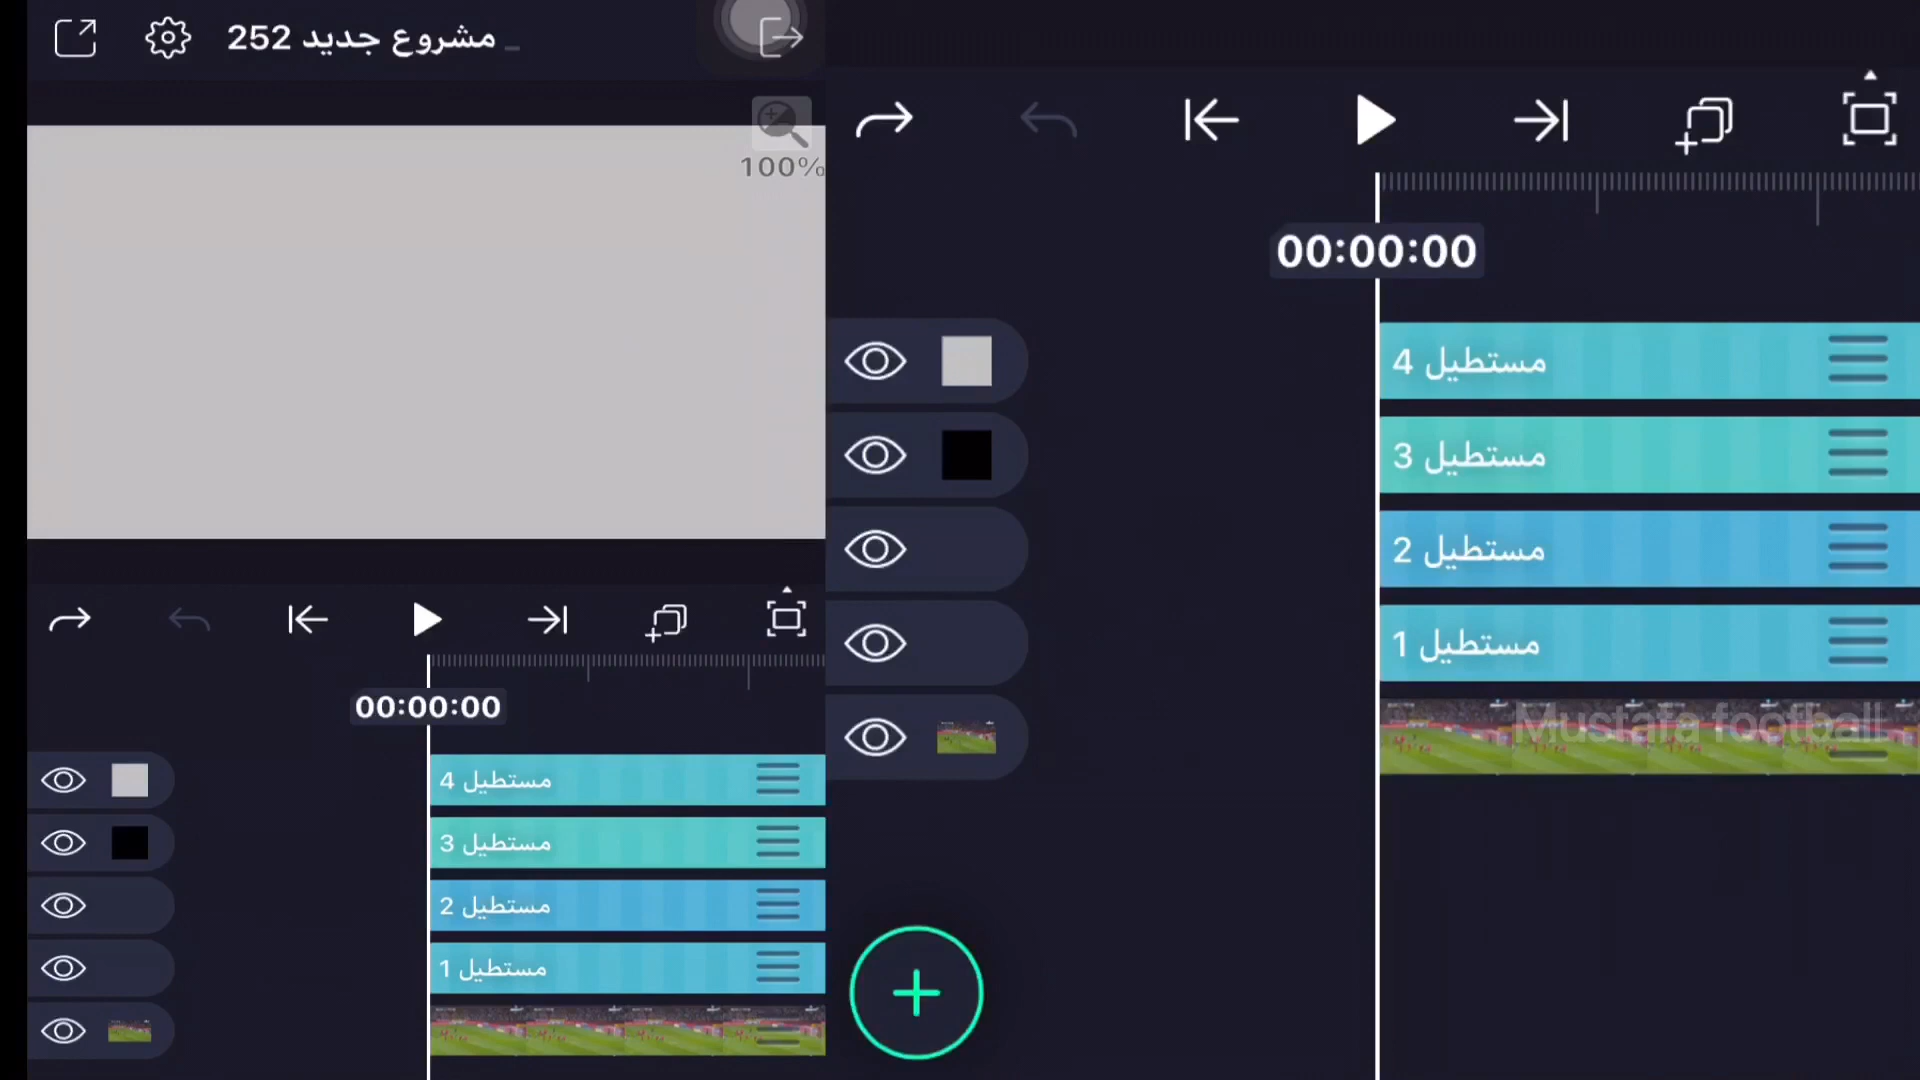 مشروع جديد 252 _
100%
00:00:00
مستطيل 4
مستطيل 3
مستطيل 2
مستطيل 1
00:00:00
مستطيل 4
مستطيل 3
مستطيل 2
مستطيل 1
Mustafa football